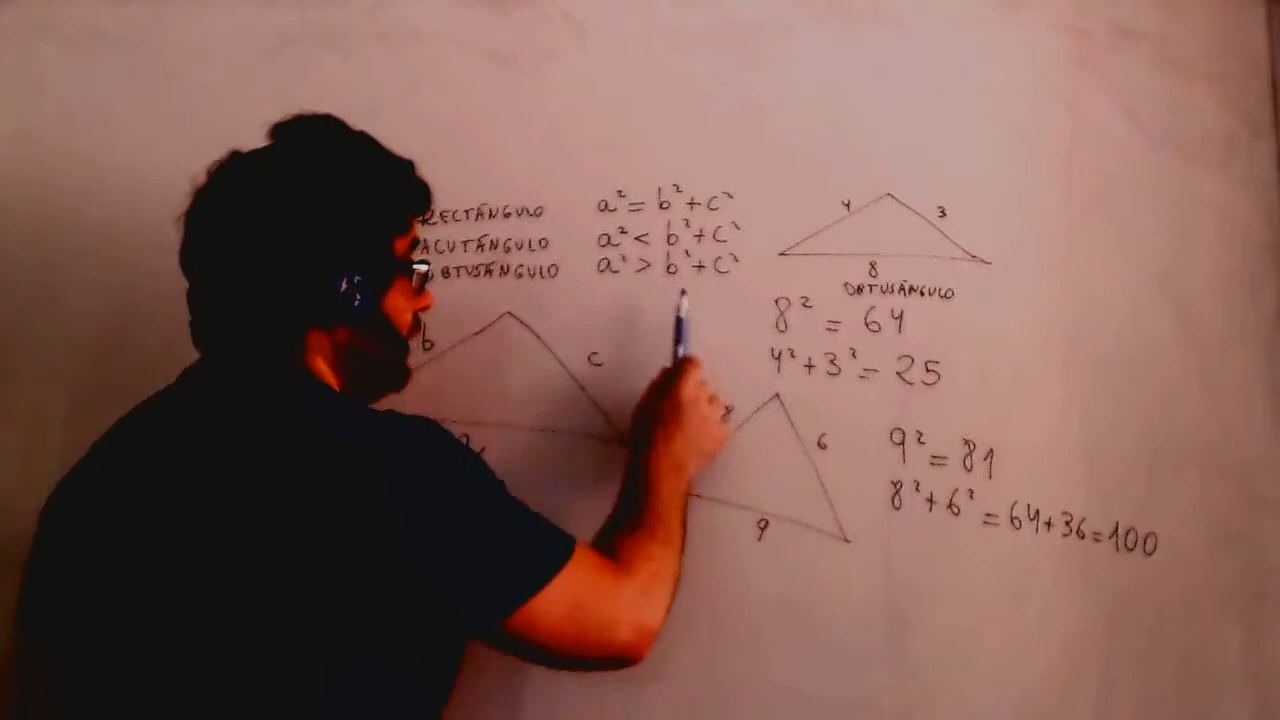 RECTÁNGULO a² = b² + c²
ACUTÁNGULO a² < b² + c²
OBTUSÁNGULO a² > b² + c²
4 3
8
OBTUSÁNGULO
8² = 64
4² + 3² = 25
b c
a
8 6
9
9² = 81
8² + 6² = 64 + 36 = 100